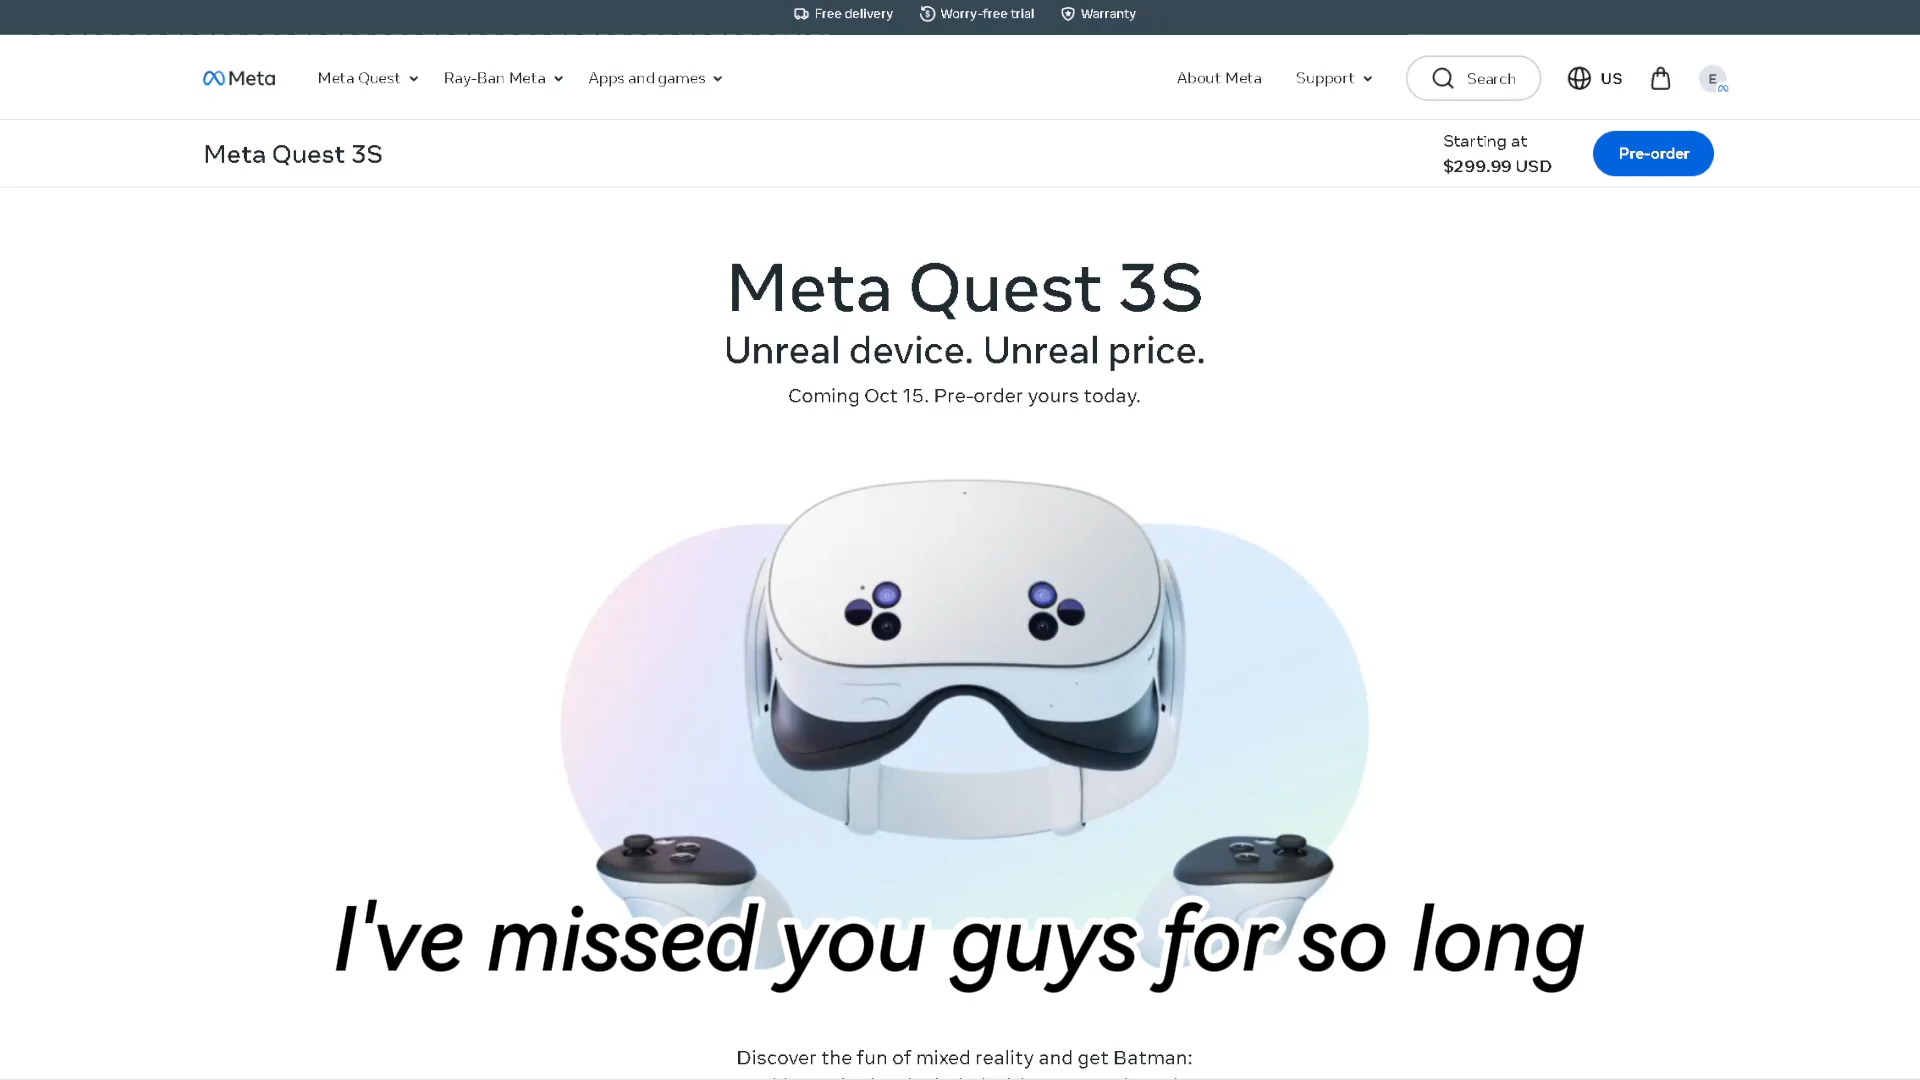 Free delivery Worry-free trial Warranty
Meta Meta Quest Ray-Ban Meta Apps and games About Meta Support Search US E
Meta Quest 3S
Starting at
$299.99 USD
Pre-order
Meta Quest 3S
Unreal device. Unreal price.
Coming Oct 15. Pre-order yours today.
I've missed you guys for so long
Discover the fun of mixed reality and get Batman: